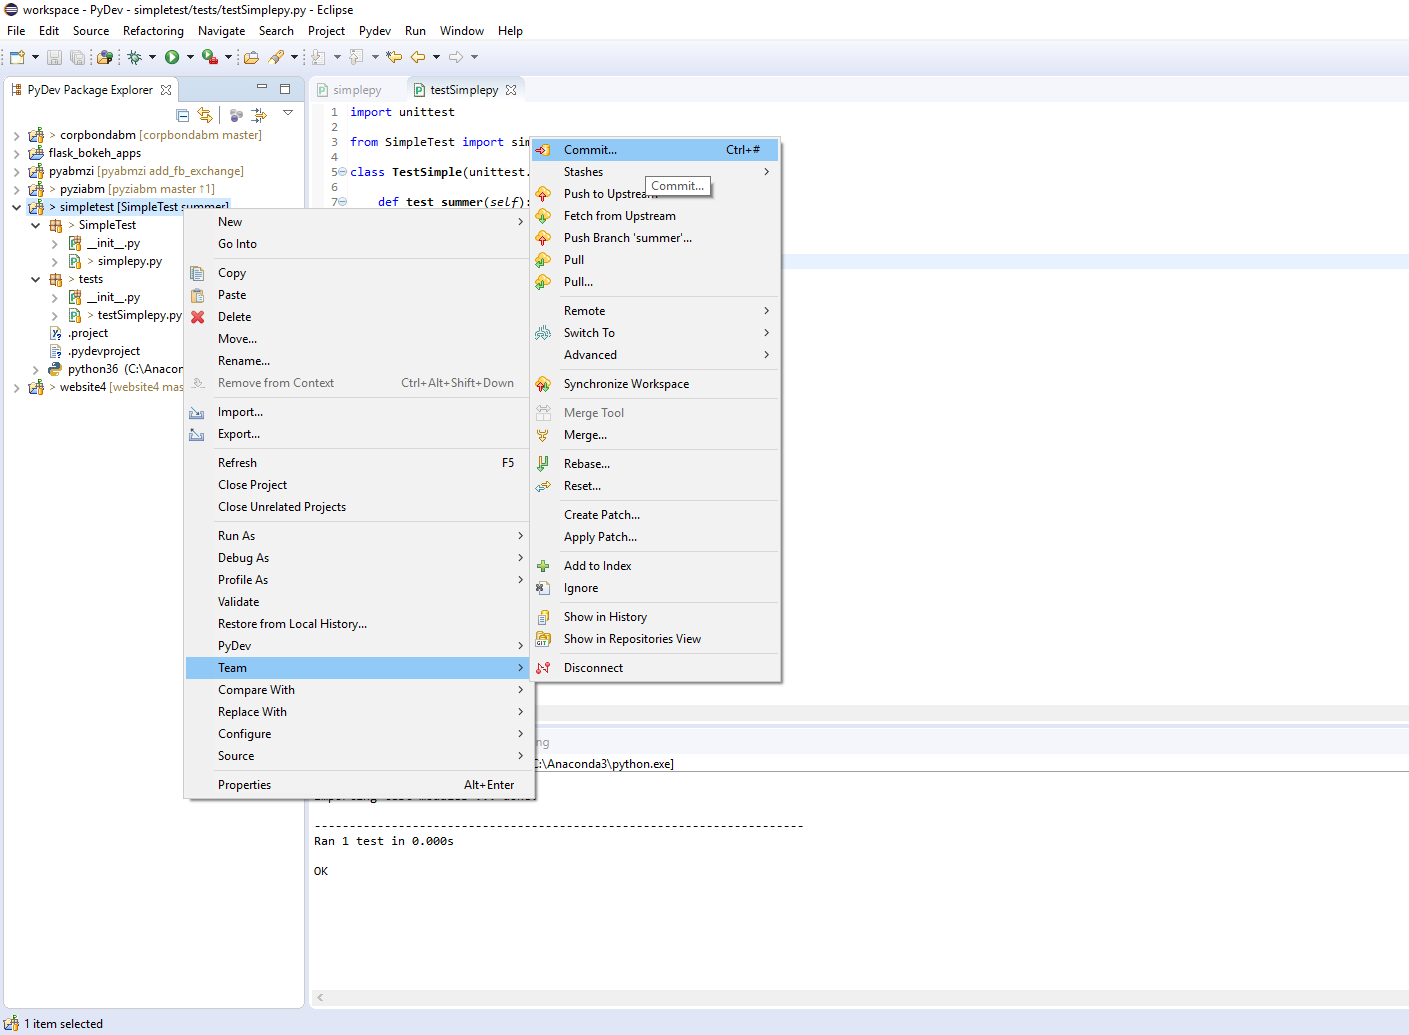 workspace - PyDev - simpletest/tests/testSimplepy.py - Eclipse
File Edit Source Refactoring Navigate Search Project Pydev Run Window Help
PyDev Package Explorer
> corpbondabm [corpbondabm master]
flask_bokeh_apps
pyabmzi [pyabmzi add_fb_exchange]
> pyziabm [pyziabm master ↑1]
> simpletest [SimpleTest summer]
> SimpleTest
__init__.py
> simplepy.py
> tests
__init__.py
> testSimplepy.py
.project
.pydevproject
python36 (C:\Anacon
> website4 [website4 mas
simplepy testSimplepy
1 import unittest
2
3 from SimpleTest import sim
4
5 class TestSimple(unittest.
6
7 def test_summer(self):
New
Go Into
Copy
Paste
Delete
Move...
Rename...
Remove from Context Ctrl+Alt+Shift+Down
Import...
Export...
Refresh F5
Close Project
Close Unrelated Projects
Run As
Debug As
Profile As
Validate
Restore from Local History...
PyDev
Team
Compare With
Replace With
Configure
Source
Properties Alt+Enter
Commit... Ctrl+#
Stashes
Commit...
Push to Upstream
Fetch from Upstream
Push Branch 'summer'...
Pull
Pull...
Remote
Switch To
Advanced
Synchronize Workspace
Merge Tool
Merge...
Rebase...
Reset...
Create Patch...
Apply Patch...
Add to Index
Ignore
Show in History
GIT
Show in Repositories View
Disconnect
ng
C:\Anaconda3\python.exe]
----------------------------------------------------------------------
Ran 1 test in 0.000s
OK
1 item selected